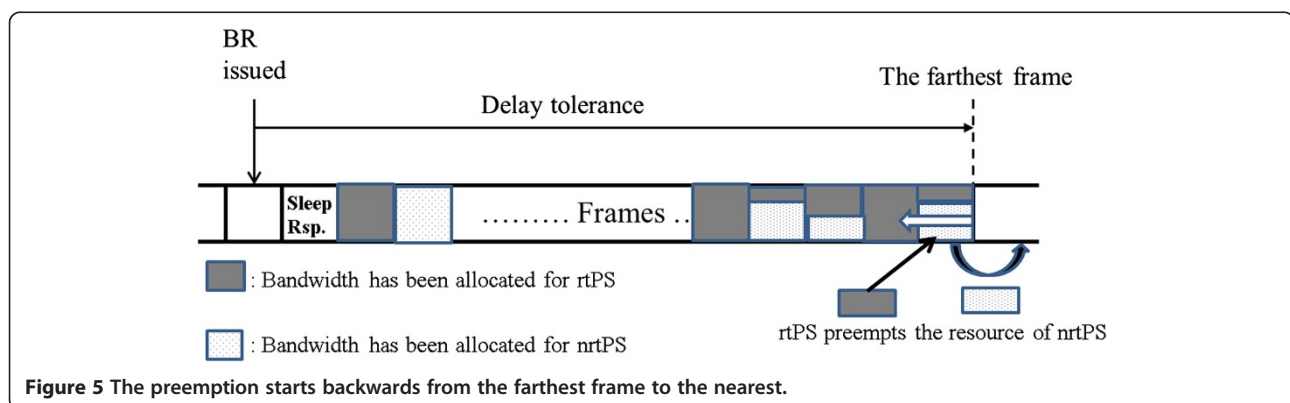 BR
issued
The farthest frame
Delay tolerance
Sleep
Rsp.
......... Frames ..
: Bandwidth has been allocated for rtPS
: Bandwidth has been allocated for nrtPS
rtPS preempts the resource of nrtPS
Figure 5 The preemption starts backwards from the farthest frame to the nearest.